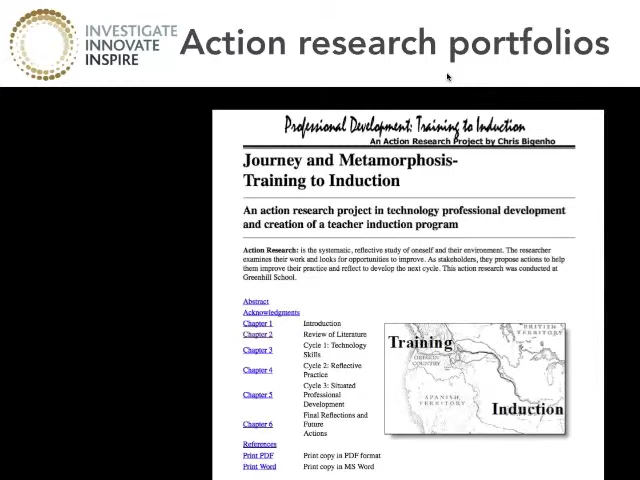 INVESTIGATE
INNOVATE
INSPIRE
Action research portfolios
Professional Development: Training to Induction
An Action Research Project by Chris Bigenho
Journey and Metamorphosis-
Training to Induction
An action research project in technology professional development
and creation of a teacher induction program
Action Research: is the systematic, reflective study of oneself and their environment. The researcher
examines their work and looks for opportunities to improve. As stakeholders, they propose actions to help
them improve their practice and reflect to develop the next cycle. This action research was conducted at
Greenhill School.
Abstract
Acknowledgments
Chapter 1 Introduction
Chapter 2 Review of Literature
Chapter 3 Cycle 1: Technology
Skills
Chapter 4 Cycle 2: Reflective
Practice
Chapter 5 Cycle 3: Situated
Professional
Development
Chapter 6 Final Reflections and
Future
Actions
References
Print PDF Print copy in PDF format
Print Word Print copy in MS Word
BRITISH
TERRITORY
Training
OREGON
COUNTRY
SPANISH
TERRITORY
Induction